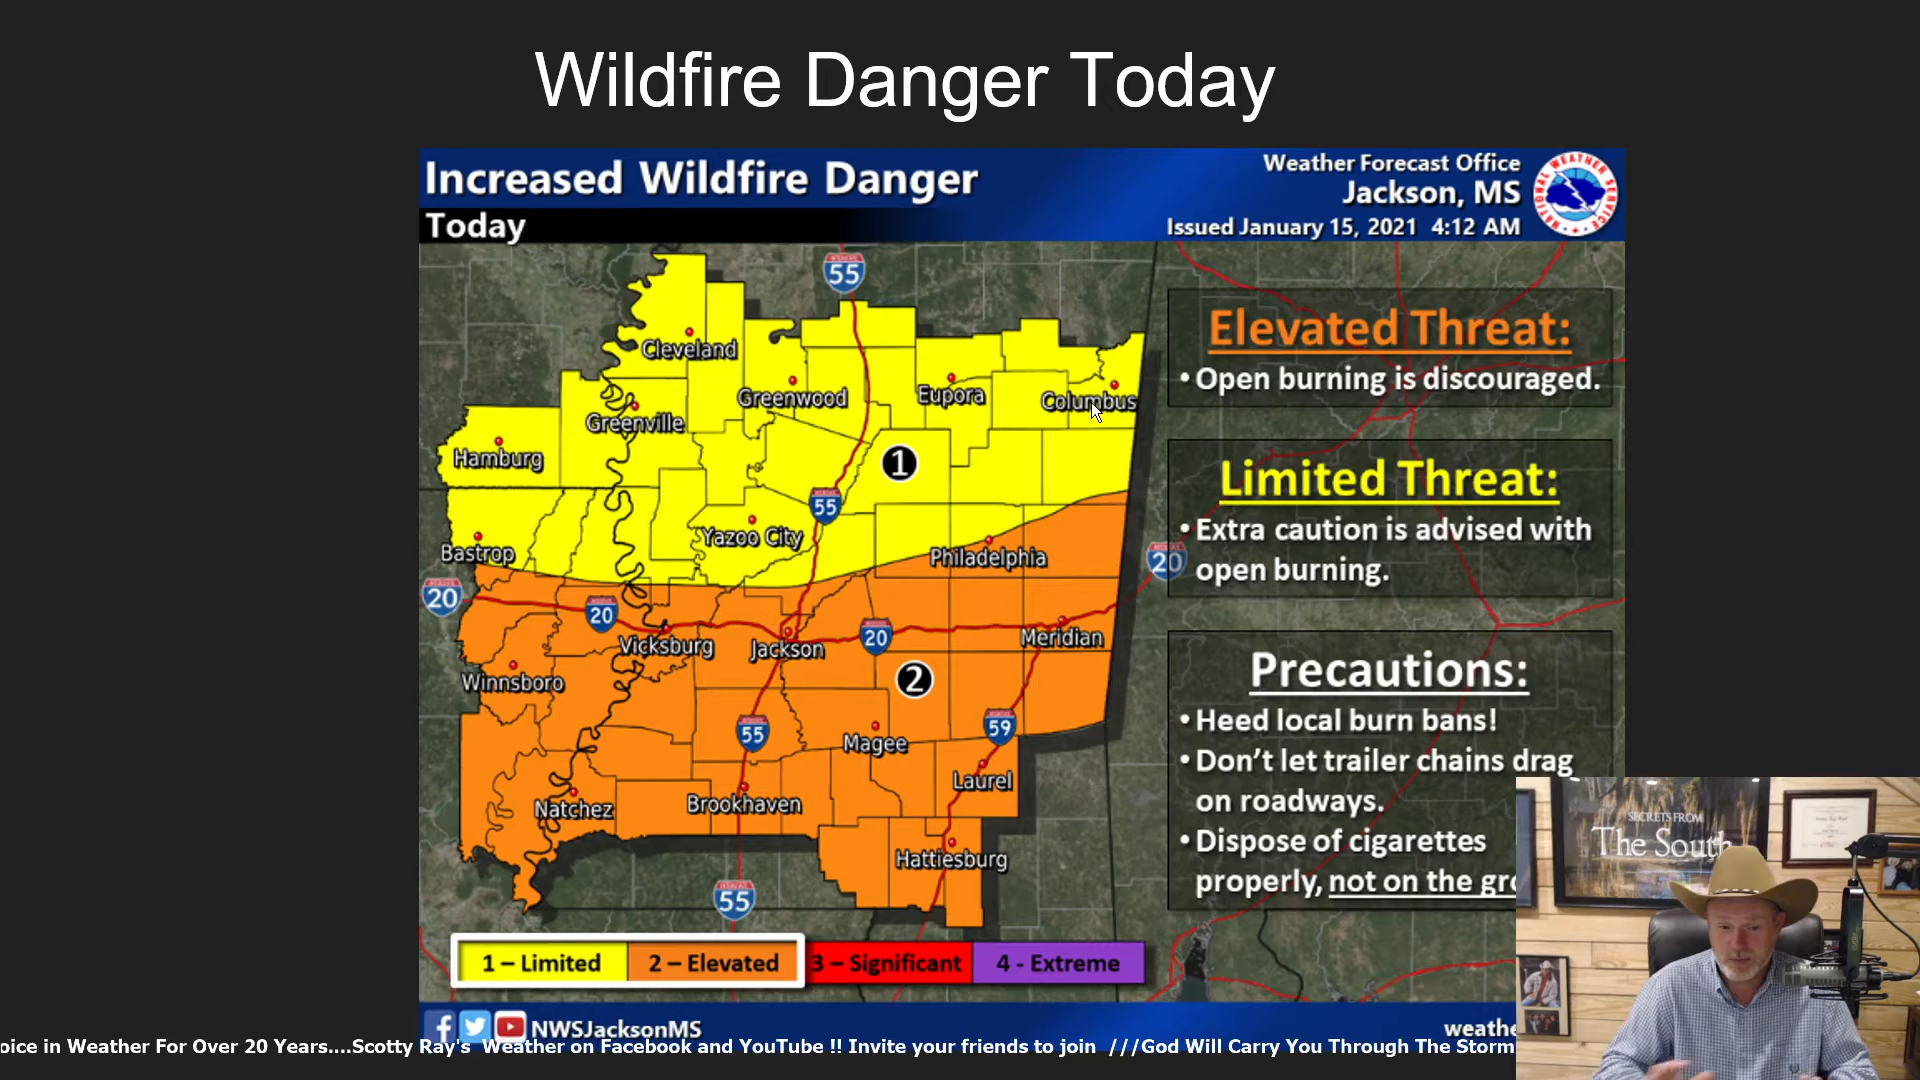 Wildfire Danger Today
Increased Wildfire Danger
Today
Weather Forecast Office
Jackson, MS
Issued January 15, 2021 4:12 AM
NATIONAL WEATHER SERVICE
55
Cleveland
Greenwood
Eupora
Columbus
Greenville
Hamburg
1
55
Yazoo City
Bastrop
Philadelphia
20
20
20
Vicksburg
Jackson
20
Meridian
Winnsboro
2
55
Magee
59
Laurel
Natchez
Brookhaven
Hattiesburg
55
Elevated Threat:
• Open burning is discouraged.
Limited Threat:
• Extra caution is advised with
open burning.
Precautions:
• Heed local burn bans!
• Don't let trailer chains drag
on roadways.
• Dispose of cigarettes
properly, not on the gro
1 – Limited
2 – Elevated
3 – Significant
4 - Extreme
NWSJacksonMS
weathe
SECRETS FROM
The South
oice in Weather For Over 20 Years....Scotty Ray's Weather on Facebook and YouTube !! Invite your friends to join ///God Will Carry You Through The Storm